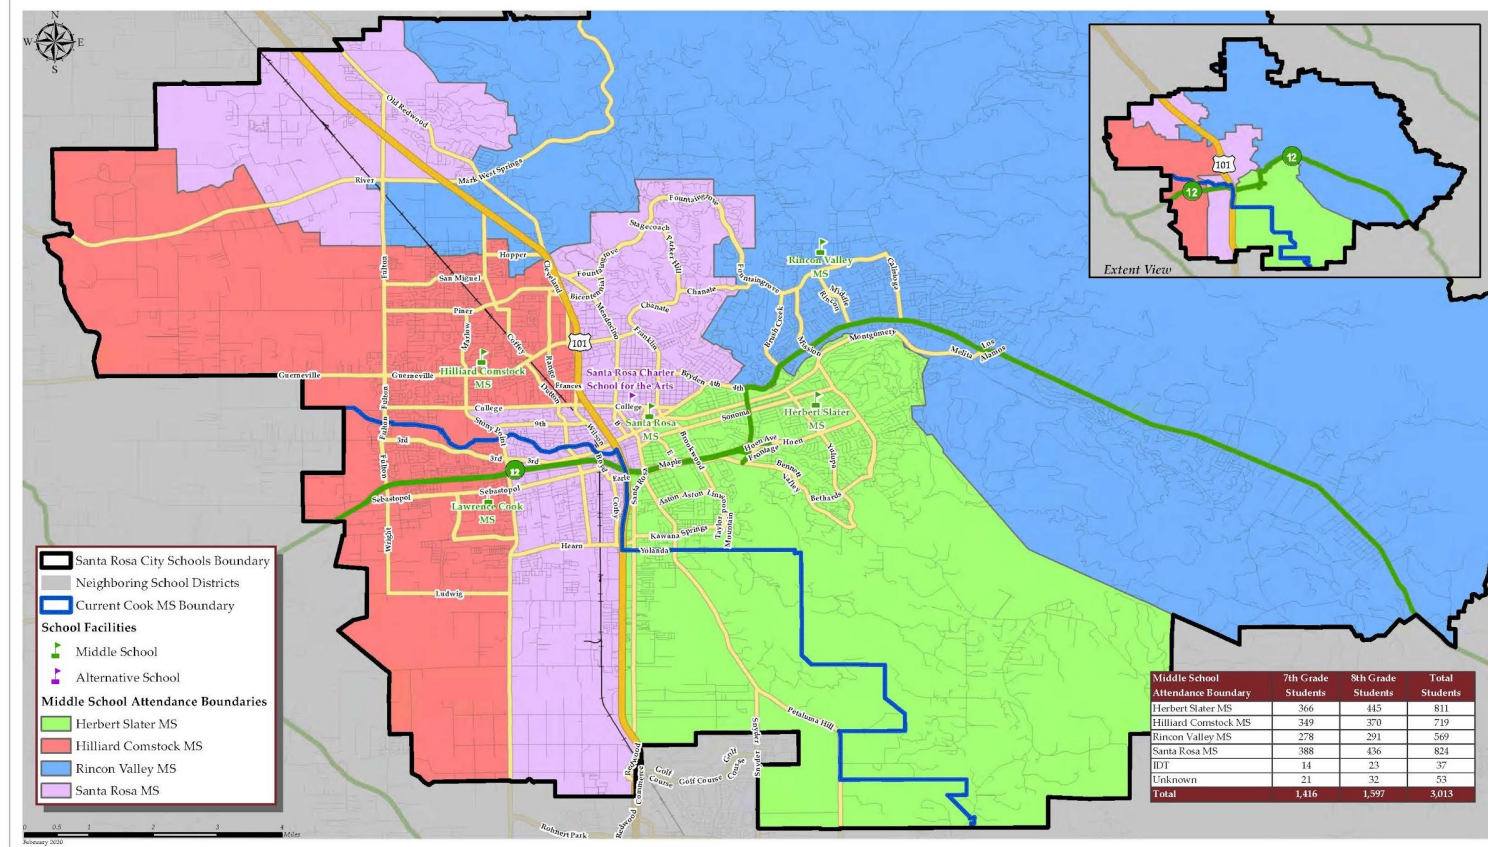 N
W E
S
Old Redwood
River
Mark West Springs
Fountaingrove
Stagecoach
Parker Hill
Hopper
Fulton
Cleveland
Fountaingrove
Fountaingrove
Rincon Valley
MS
Calistoga
San Miguel
Bicentennial
Chanate
Middle
Rincon
Chanate
Mendocino
Piner
Marlow
Coffey
Franklin
Brush Creek
Mission
Montgomery
101
Los
Alamos
Melita
Hilliard Comstock
MS
Range
Guerneville
Guerneville
Santa Rosa Charter
School for the Arts
Bryden
4th
4th
Frances
Dutton
Fulton
College
College
Santa Rosa
MS
Sonoma
Herbert Slater
MS
Stony Point
9th
Wilson
B
E
Fulton
3rd
3rd
3rd
Brookwood
Hoen Ave
Hoen
Frontage
Yulupa
Boyd
Maple
12
Fulton
Earle
Bennett
Valley
Sebastopol
Sebastopol
Santa Rosa
Bethards
Lawrence Cook
MS
Corby
Aston
Aston
Linwood
Taylor
Mountain
Kawana
Springs
Wright
Hearn
Yolanda
Ludwig
Petaluma Hill
Snyder
Snyder
Redwood
Commerce
Redwood
Golf
Course
Golf Course
Golf
Course
Rohnert Park
101
12
12
Extent View
Santa Rosa City Schools Boundary
Neighboring School Districts
Current Cook MS Boundary
School Facilities
Middle School
Alternative School
Middle School Attendance Boundaries
Herbert Slater MS
Hilliard Comstock MS
Rincon Valley MS
Santa Rosa MS
0 0.5 1 2 3 4
Miles
February 2020
Middle School 7th Grade 8th Grade Total
Attendance Boundary Students Students Students
Herbert Slater MS 366 445 811
Hilliard Comstock MS 349 370 719
Rincon Valley MS 278 291 569
Santa Rosa MS 388 436 824
IDT 14 23 37
Unknown 21 32 53
Total 1,416 1,597 3,013